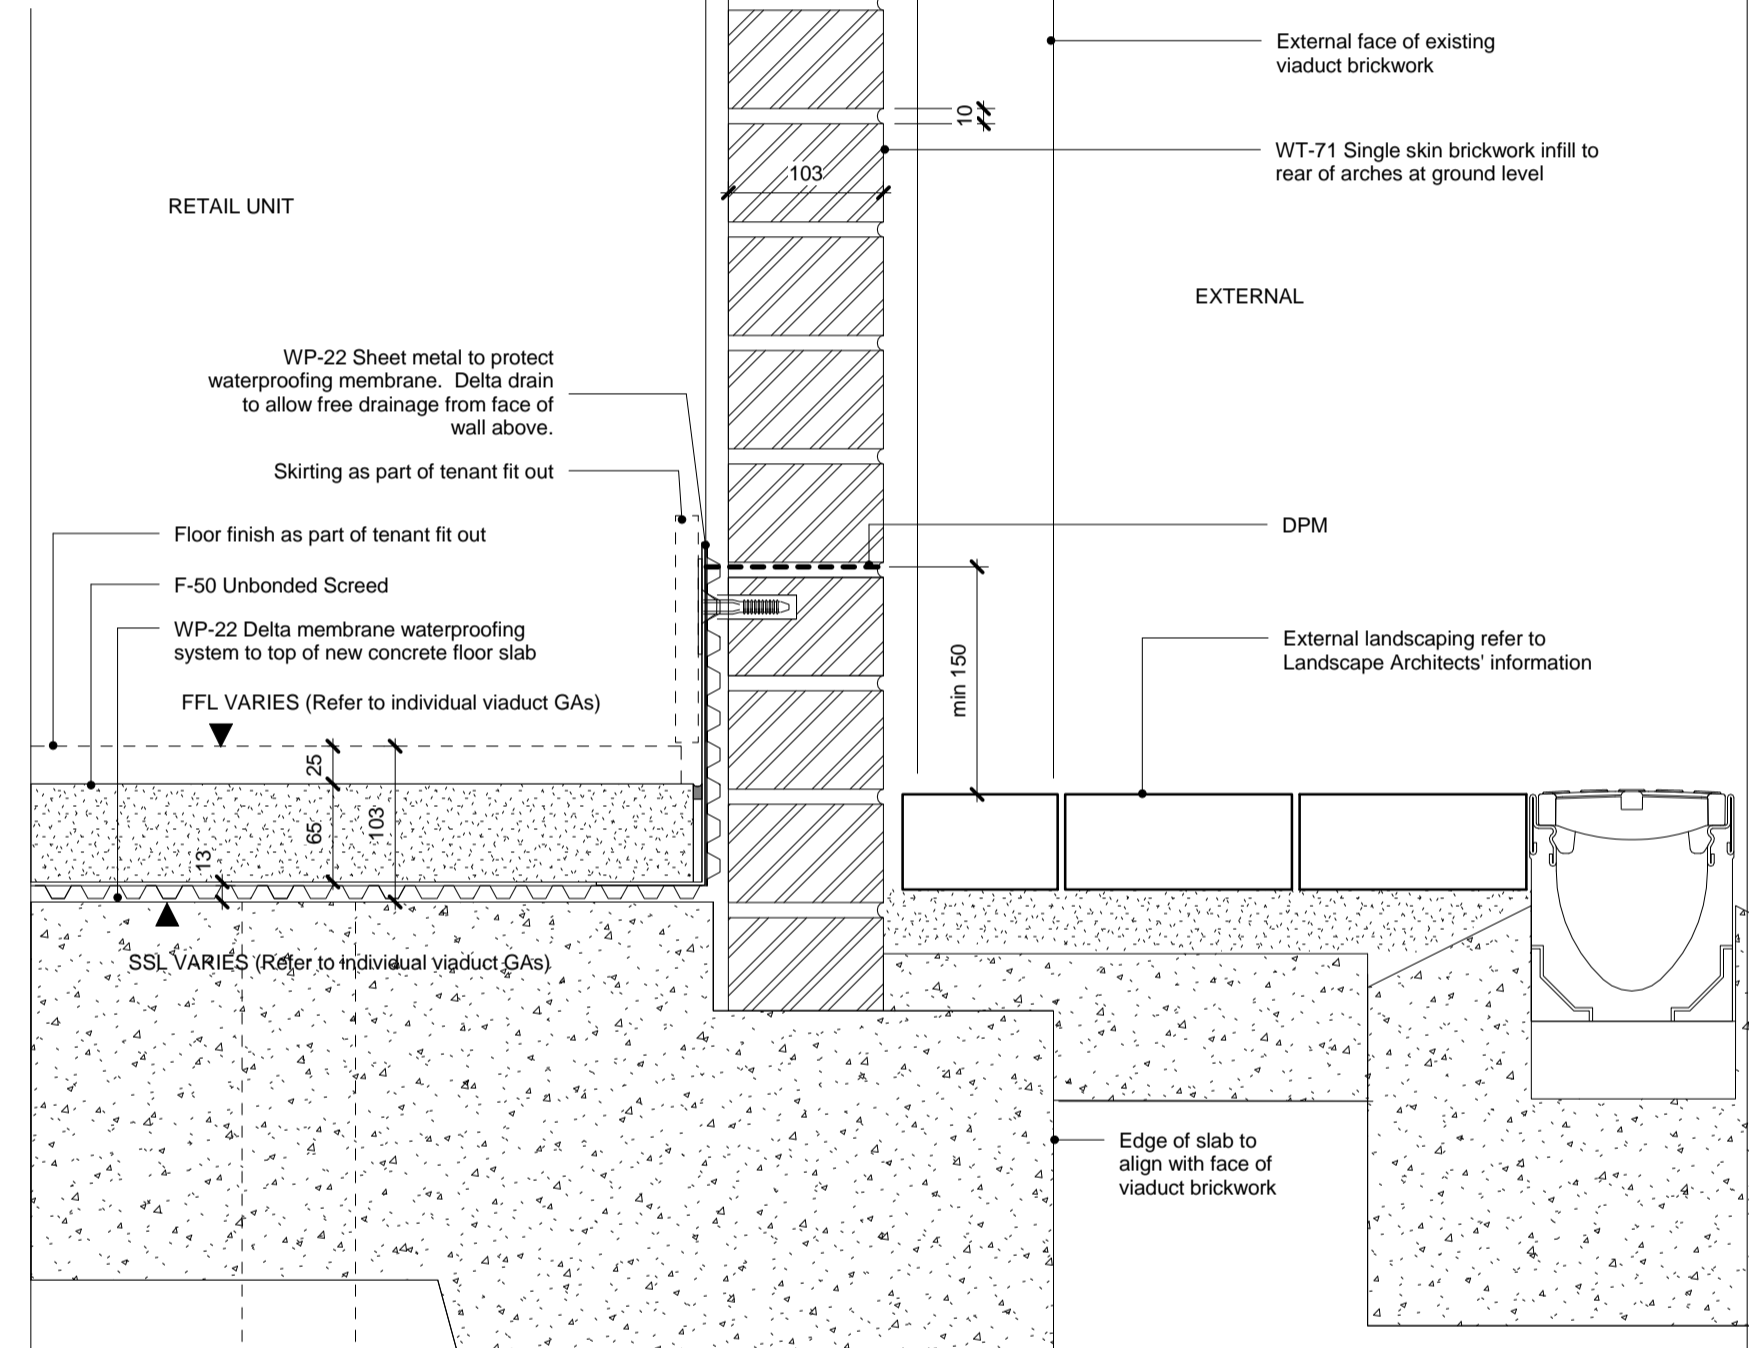 External face of existing
viaduct brickwork
10
WT-71 Single skin brickwork infill to
rear of arches at ground level
103
RETAIL UNIT
EXTERNAL
WP-22 Sheet metal to protect
waterproofing membrane. Delta drain
to allow free drainage from face of
wall above.
Skirting as part of tenant fit out
DPM
Floor finish as part of tenant fit out
F-50 Unbonded Screed
WP-22 Delta membrane waterproofing
system to top of new concrete floor slab
External landscaping refer to
Landscape Architects' information
min 150
FFL VARIES (Refer to individual viaduct GAs)
25
65
103
13
SSL VARIES (Refer to individual viaduct GAs)
Edge of slab to
align with face of
viaduct brickwork